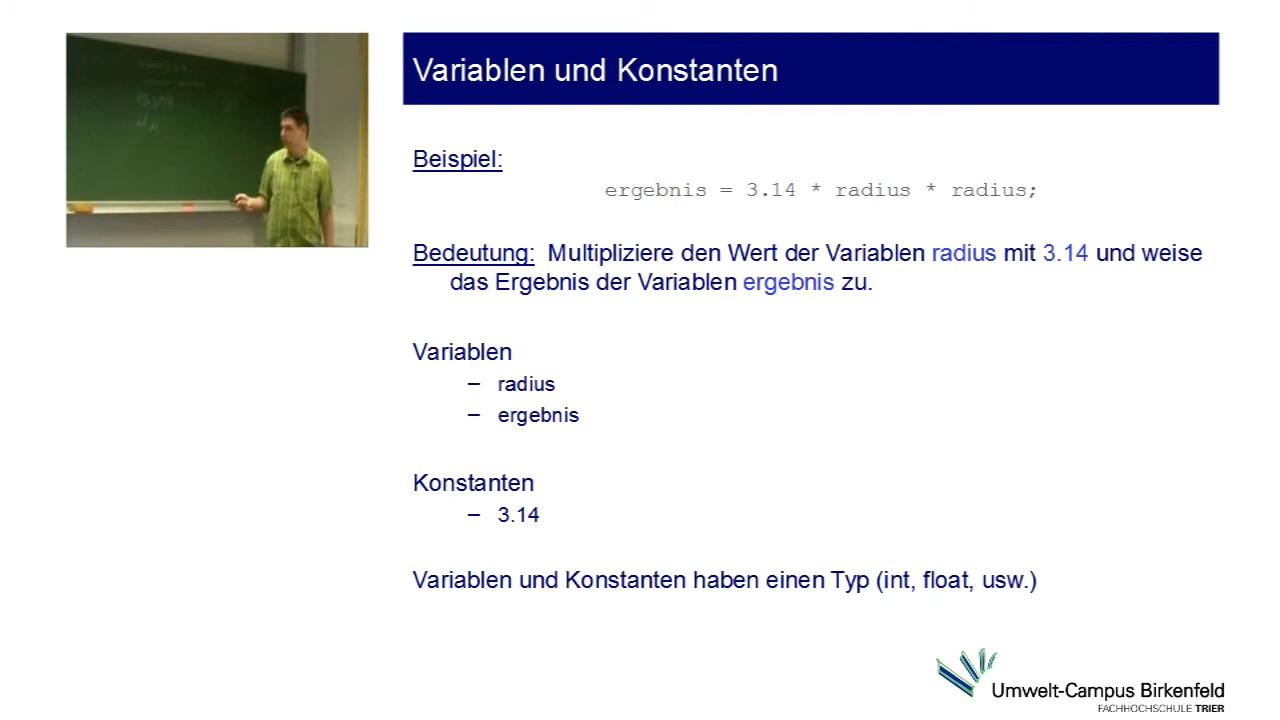 Variablen und Konstanten
Beispiel:
ergebnis = 3.14 * radius * radius;
Bedeutung: Multipliziere den Wert der Variablen radius mit 3.14 und weise
das Ergebnis der Variablen ergebnis zu.
Variablen
– radius
– ergebnis
Konstanten
– 3.14
Variablen und Konstanten haben einen Typ (int, float, usw.)
Umwelt-Campus Birkenfeld
FACHHOCHSCHULE TRIER